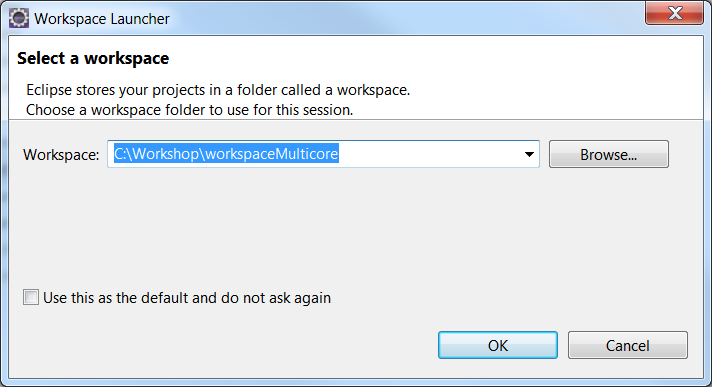 Workspace Launcher
Select a workspace
Eclipse stores your projects in a folder called a workspace.
Choose a workspace folder to use for this session.
Workspace: C:\Workshop\workspaceMulticore Browse...
Use this as the default and do not ask again
OK Cancel